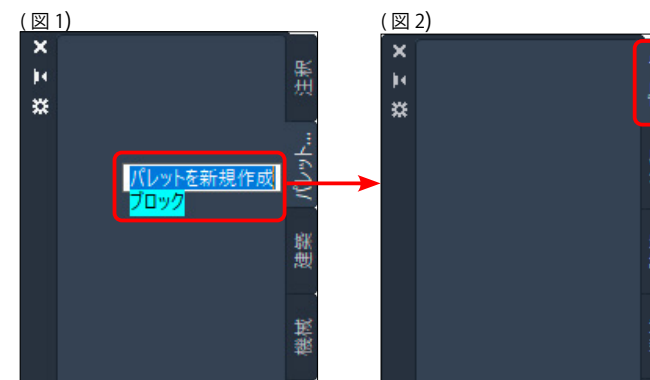 (図1)
(図2)
注釈
パレット...
パレットを新規作成
ブロック
建築
機械